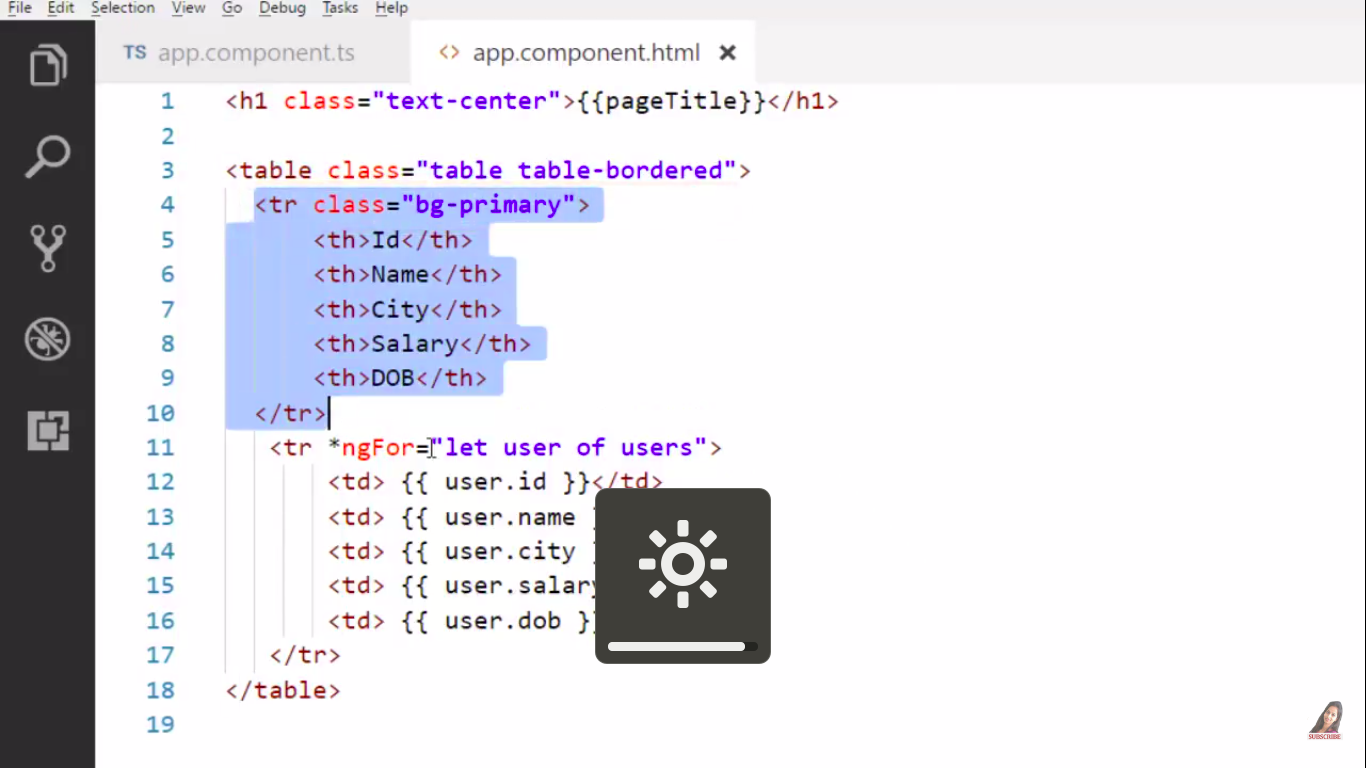 File Edit Selection View Go Debug Tasks Help
TS app.component.ts <> app.component.html ×
1 <h1 class="text-center">{{pageTitle}}</h1>
2
3 <table class="table table-bordered">
4 <tr class="bg-primary">
5 <th>Id</th>
6 <th>Name</th>
7 <th>City</th>
8 <th>Salary</th>
9 <th>DOB</th>
10 </tr>
11 <tr *ngFor="let user of users">
12 <td> {{ user.id }}</td>
13 <td> {{ user.name
14 <td> {{ user.city
15 <td> {{ user.salary
16 <td> {{ user.dob }
17 </tr>
18 </table>
19
SUBSCRIBE